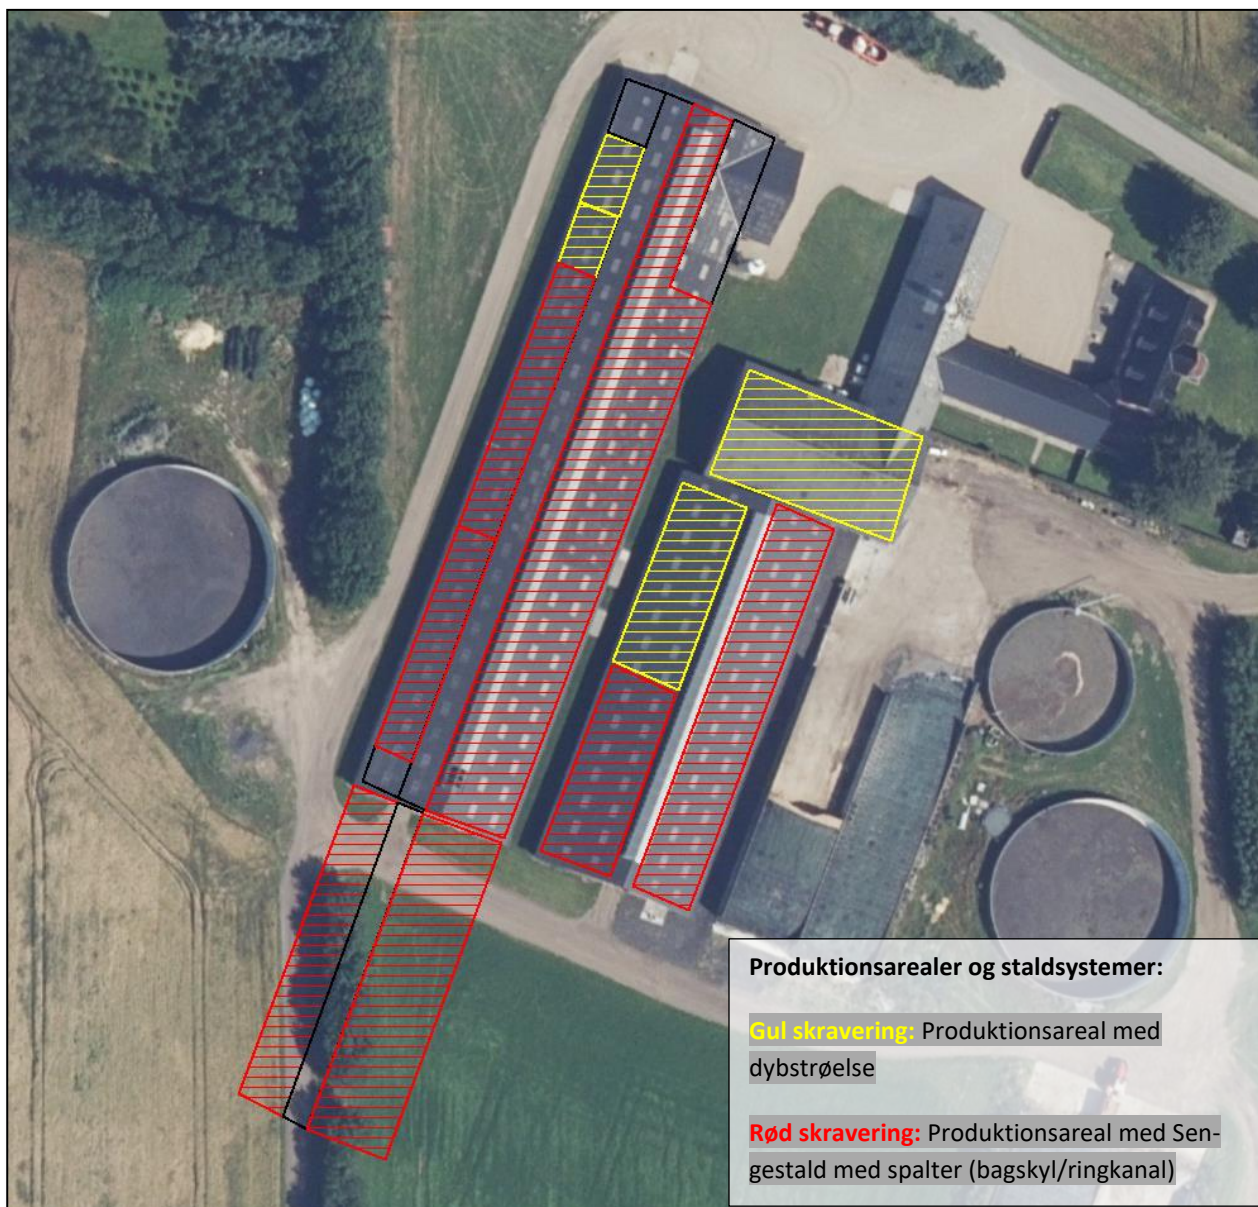 Produktionsarealer og staldsystemer:
Gul skravering: Produktionsareal med
dybstrøelse
Rød skravering: Produktionsareal med Sen-
gestald med spalter (bagskyl/ringkanal)